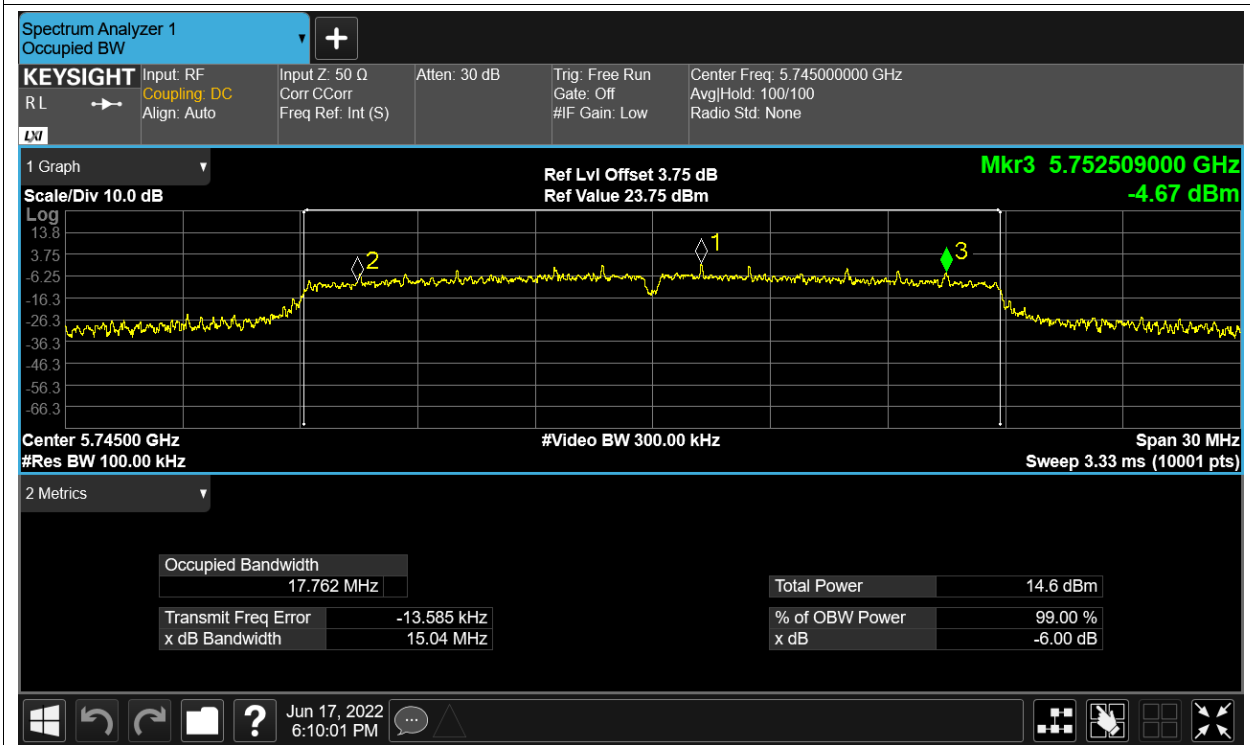 Spectrum Analyzer 1
Occupied BW
KEYSIGHT
R L
LXI
Input: RF
Coupling: DC
Align: Auto
Input Z: 50 Ω
Corr CCorr
Freq Ref: Int (S)
Atten: 30 dB
Trig: Free Run
Gate: Off
#IF Gain: Low
Center Freq: 5.745000000 GHz
Avg|Hold: 100/100
Radio Std: None
1 Graph
Scale/Div 10.0 dB
Ref Lvl Offset 3.75 dB
Ref Value 23.75 dBm
Mkr3 5.752509000 GHz
-4.67 dBm
Log
13.8
3.75
-6.25
-16.3
-26.3
-36.3
-46.3
-56.3
-66.3
2
1
3
Center 5.74500 GHz
#Res BW 100.00 kHz
#Video BW 300.00 kHz
Span 30 MHz
Sweep 3.33 ms (10001 pts)
2 Metrics
Occupied Bandwidth
17.762 MHz
Transmit Freq Error -13.585 kHz
x dB Bandwidth 15.04 MHz
Total Power 14.6 dBm
% of OBW Power 99.00 %
x dB -6.00 dB
?
Jun 17, 2022
6:10:01 PM